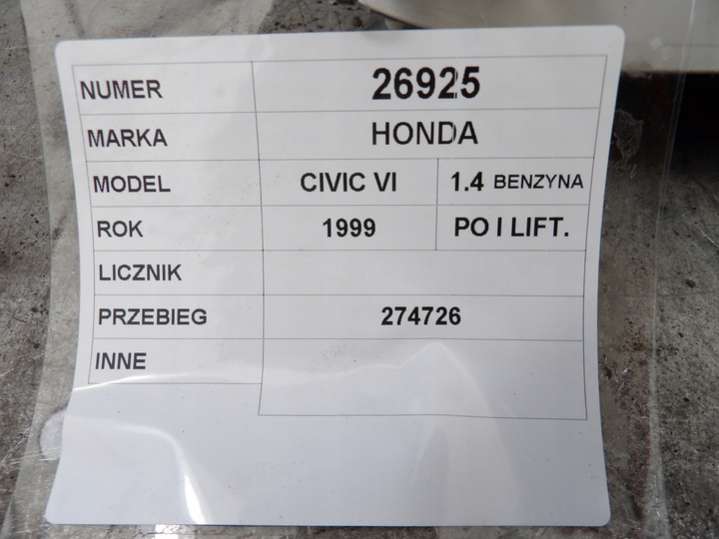 NUMER 26925
MARKA HONDA
MODEL CIVIC VI 1.4 BENZYNA
ROK 1999 PO I LIFT.
LICZNIK
PRZEBIEG 274726
INNE